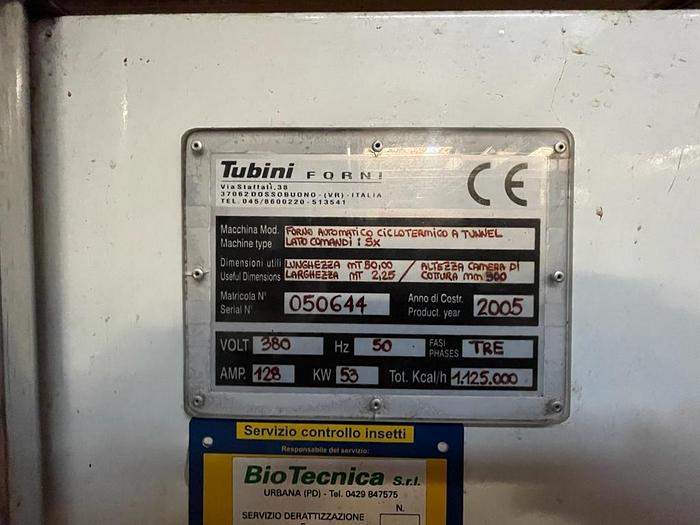 Tubini FORNI
Via Staffali, 38
37062 DOSSOBUONO - (VR) - ITALIA
TEL. 045/8600220 - 513541
CE
Macchina Mod. FORNO AUTOMATICO CICLOTERMICO A TUNNEL
Machine type LATO COMANDI : SX
Dimensioni utili LUNGHEZZA MT 50,00 / ALTEZZA CAMERA DI
Useful Dimensions LARGHEZZA MT 2,25 / COTTURA mm 300
Matricola N° 050644 Anno di Costr. 2005
Serial N° Product. year
VOLT 380 Hz 50 FASI PHASES TRE
AMP. 128 KW 53 Tot. Kcal/h 1.125.000
Servizio controllo insetti
Responsabile del servizio:
BioTecnica s.r.l.
URBANA (PD) - Tel. 0429 847575
SERVIZIO DERATTIZZAZIONE N.